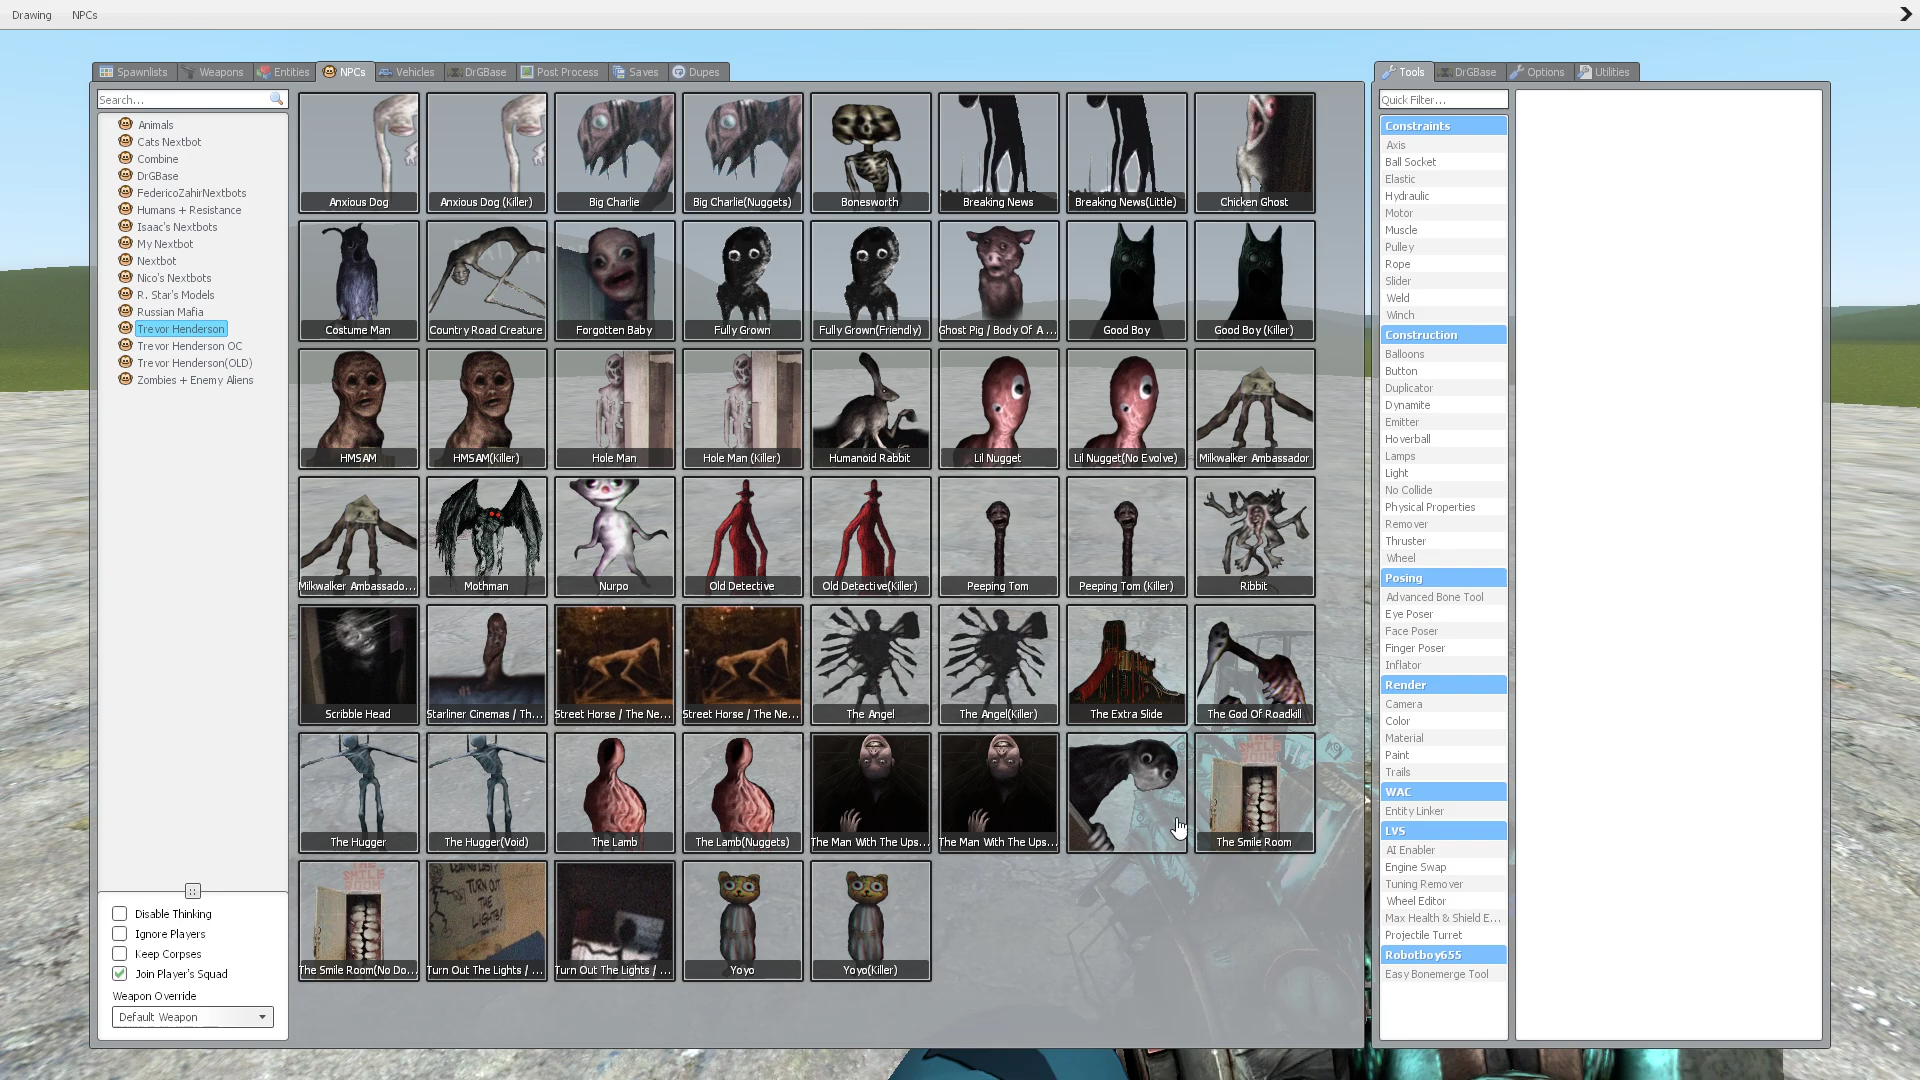 Drawing NPCs
Spawnlists Weapons Entities NPCs Vehicles DrGBase Post Process Saves Dupes
Search...
Animals
Cats Nextbot
Combine
DrGBase
FedericoZahirNextbots
Humans + Resistance
Isaac's Nextbots
My Nextbot
Nextbot
Nico's Nextbots
R. Star's Models
Russian Mafia
Trevor Henderson
Trevor Henderson OC
Trevor Henderson(OLD)
Zombies + Enemy Aliens
Disable Thinking
Ignore Players
Keep Corpses
Join Player's Squad
Weapon Override
Default Weapon
Anxious Dog Anxious Dog (Killer) Big Charlie Big Charlie(Nuggets) Bonesworth Breaking News Breaking News(Little) Chicken Ghost
Costume Man Country Road Creature Forgotten Baby Fully Grown Fully Grown(Friendly) Ghost Pig / Body Of A ... Good Boy Good Boy (Killer)
HMSAM HMSAM(Killer) Hole Man Hole Man (Killer) Humanoid Rabbit Lil Nugget Lil Nugget(No Evolve) Milkwalker Ambassador
Milkwalker Ambassado... Mothman Nurpo Old Detective Old Detective(Killer) Peeping Tom Peeping Tom (Killer) Ribbit
Scribble Head Starliner Cinemas / Th... Street Horse / The Ne... Street Horse / The Ne... The Angel The Angel(Killer) The Extra Slide The God Of Roadkill
SMILE ROOM
The Hugger The Hugger(Void) The Lamb The Lamb(Nuggets) The Man With The Ups... The Man With The Ups... The Smile Room
TURN OUT THE LIGHTS!
The Smile Room(No Do... Turn Out The Lights / ... Turn Out The Lights / ... Yoyo Yoyo(Killer)
Tools DrGBase Options Utilities
Quick Filter...
Constraints
Axis
Ball Socket
Elastic
Hydraulic
Motor
Muscle
Pulley
Rope
Slider
Weld
Winch
Construction
Balloons
Button
Duplicator
Dynamite
Emitter
Hoverball
Lamps
Light
No Collide
Physical Properties
Remover
Thruster
Wheel
Posing
Advanced Bone Tool
Eye Poser
Face Poser
Finger Poser
Inflator
Render
Camera
Color
Material
Paint
Trails
WAC
Entity Linker
LVS
AI Enabler
Engine Swap
Tuning Remover
Wheel Editor
Max Health & Shield E...
Projectile Turret
Robotboy655
Easy Bonemerge Tool